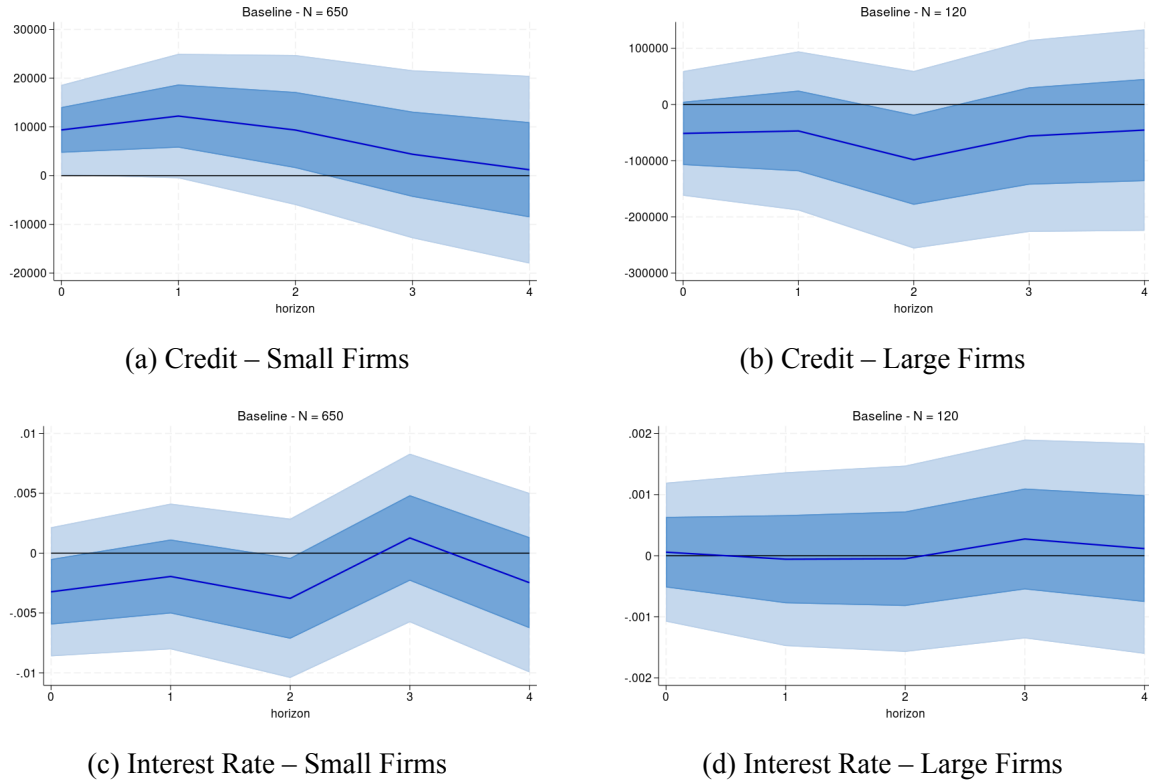 Baseline - N = 650
30000
20000
10000
0
-10000
-20000
0 1 2 3 4
horizon
(a) Credit – Small Firms
Baseline - N = 120
100000
0
-100000
-200000
-300000
0 1 2 3 4
horizon
(b) Credit – Large Firms
Baseline - N = 650
.01
.005
0
-.005
-.01
0 1 2 3 4
horizon
(c) Interest Rate – Small Firms
Baseline - N = 120
.002
.001
0
-.001
-.002
0 1 2 3 4
horizon
(d) Interest Rate – Large Firms